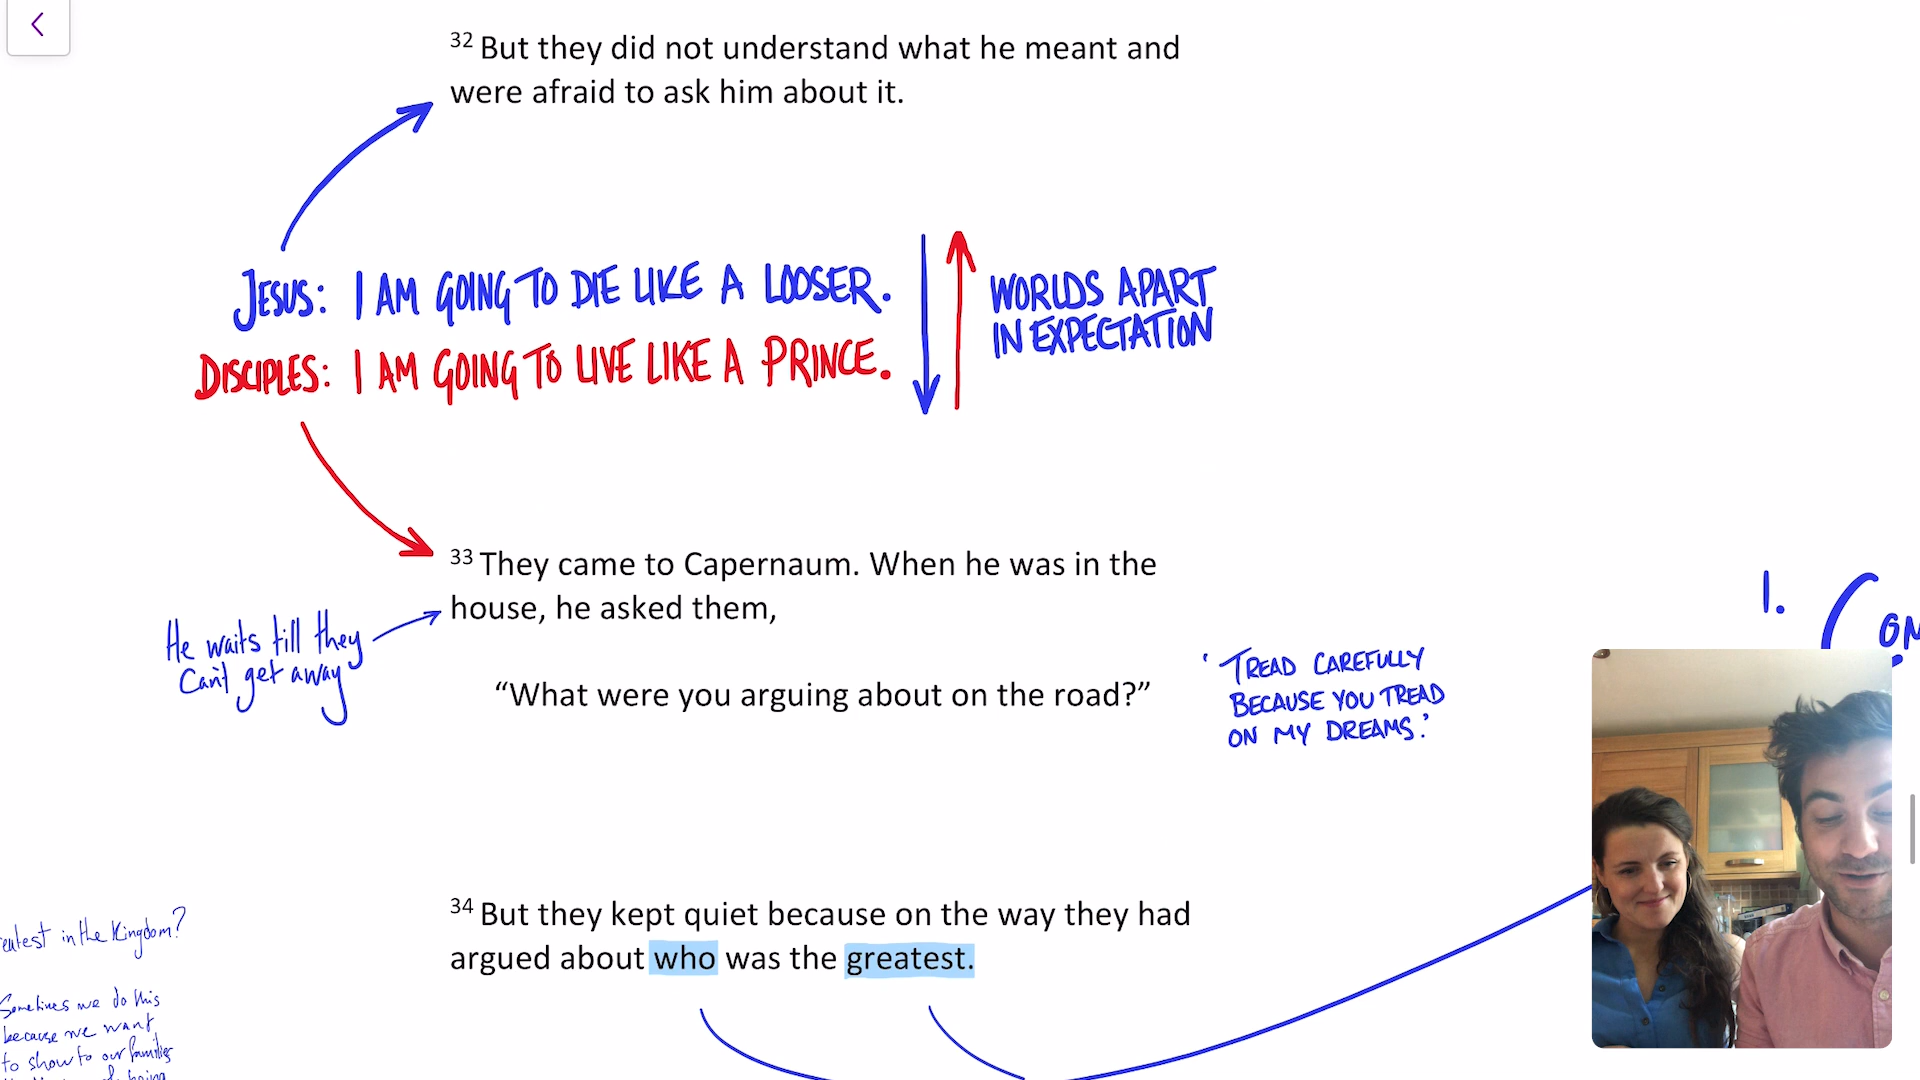 32 But they did not understand what he meant and
were afraid to ask him about it.
JESUS: I AM GOING TO DIE LIKE A LOOSER.
DISCIPLES: I AM GOING TO LIVE LIKE A PRINCE.
WORLDS APART
IN EXPECTATION
33 They came to Capernaum. When he was in the
house, he asked them,
He waits till they
Can't get away
“What were you arguing about on the road?”
'TREAD CAREFULLY
BECAUSE YOU TREAD
ON MY DREAMS.'
1.
34 But they kept quiet because on the way they had
argued about who was the greatest.
eatest in the Kingdom?
Sometimes we do this
because we want
to show to our families